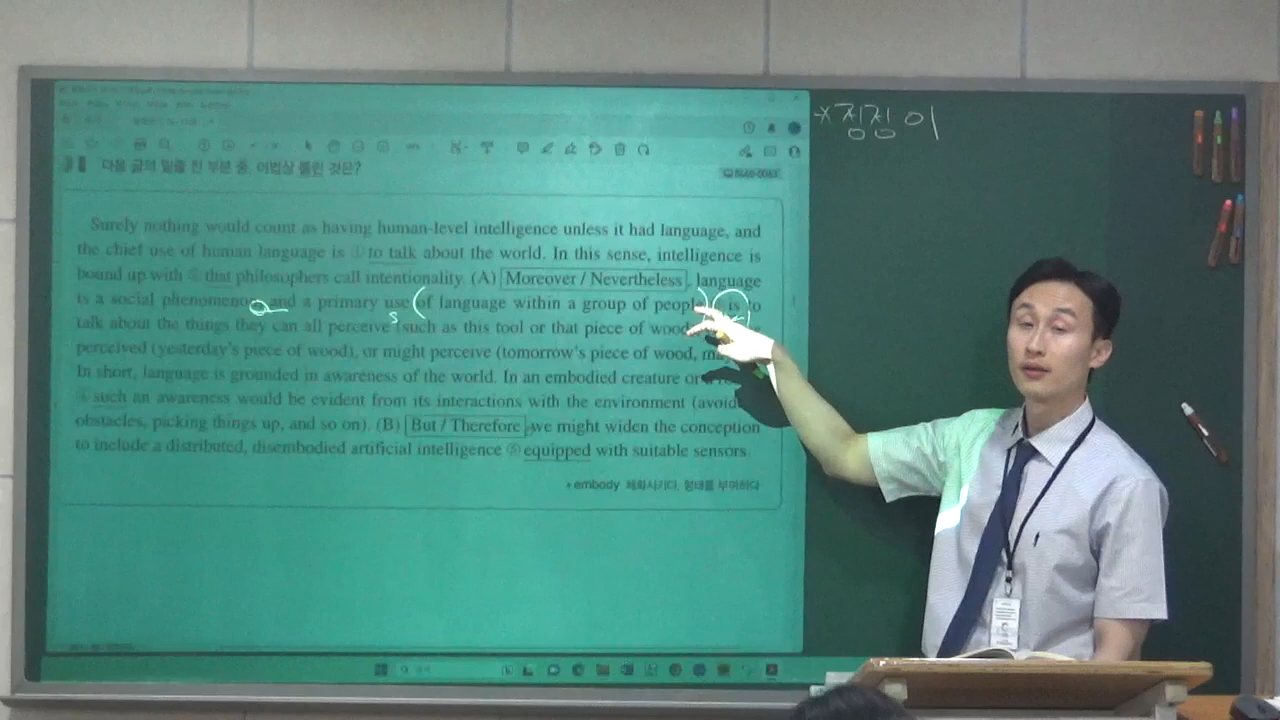 다음 글의 밑줄 친 부분 중, 어법상 틀린 것은?
Surely nothing would count as having human-level intelligence unless it had language, and
the chief use of human language is ① to talk about the world. In this sense, intelligence is
bound up with ② that philosophers call intentionality. (A) Moreover / Nevertheless, language
is a social phenomenon and a primary use of language within a group of people is to
talk about the things they can all perceive (such as this tool or that piece of wood
perceived (yesterday's piece of wood), or might perceive (tomorrow's piece of wood,
In short, language is grounded in awareness of the world. In an embodied creature or
④ such an awareness would be evident from its interactions with the environment
obstacles, picking things up, and so on). (B) But / Therefore, we might widen the conception
to include a distributed, disembodied artificial intelligence ⑤ equipped with suitable sensors.
* embody 체화시키다, 형태를 부여하다
s
*징징이